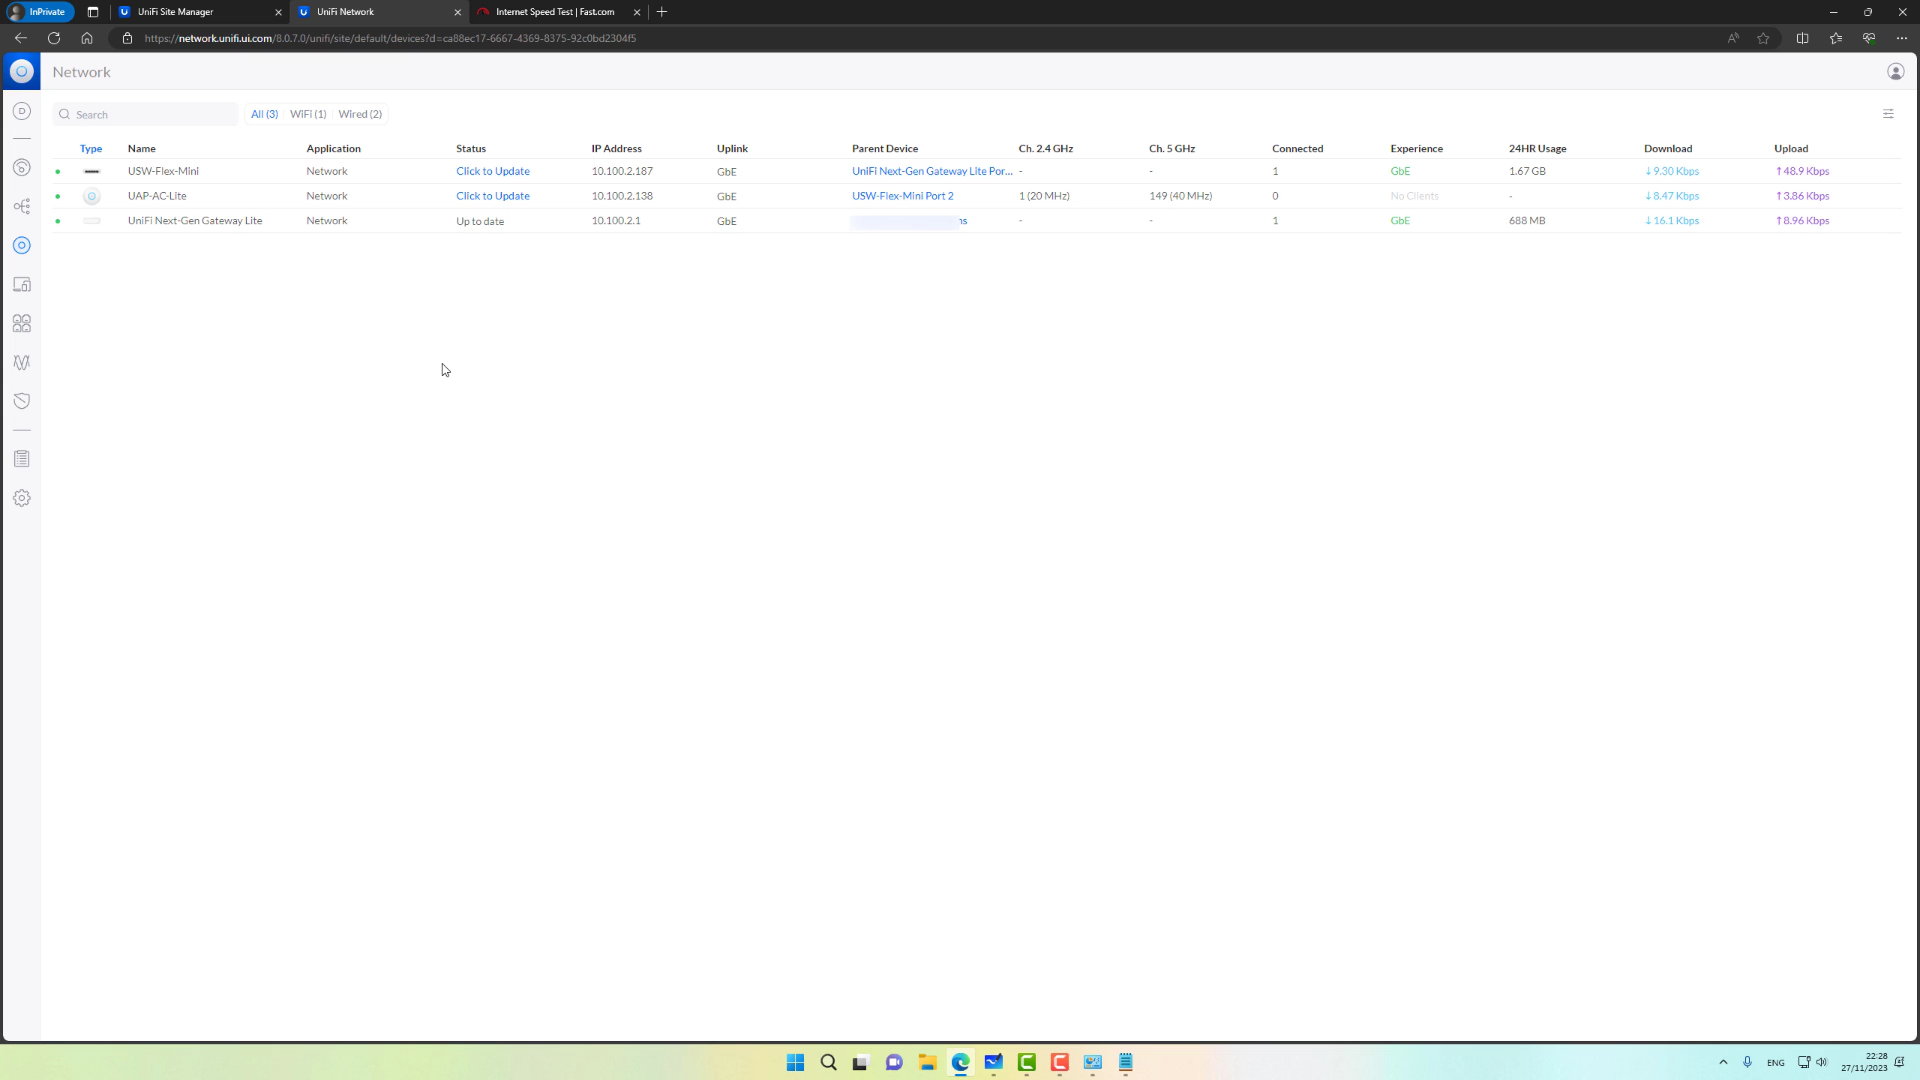 InPrivate UniFi Site Manager UniFi Network Internet Speed Test | Fast.com
https://network.unifi.ui.com/8.0.7.0/unifi/site/default/devices?d=ca88ec17-6667-4369-8375-92c0bd2304f5
Network
Search All (3) WiFi (1) Wired (2)
Type Name Application Status IP Address Uplink Parent Device Ch. 2.4 GHz Ch. 5 GHz Connected Experience 24HR Usage Download Upload
USW-Flex-Mini Network Click to Update 10.100.2.187 GbE UniFi Next-Gen Gateway Lite Por... - - 1 GbE 1.67 GB ↓ 9.30 Kbps ↑ 48.9 Kbps
UAP-AC-Lite Network Click to Update 10.100.2.138 GbE USW-Flex-Mini Port 2 1 (20 MHz) 149 (40 MHz) 0 No Clients - ↓ 8.47 Kbps ↑ 3.86 Kbps
UniFi Next-Gen Gateway Lite Network Up to date 10.100.2.1 GbE - - 1 GbE 688 MB ↓ 16.1 Kbps ↑ 8.96 Kbps
ENG 22:28
27/11/2023